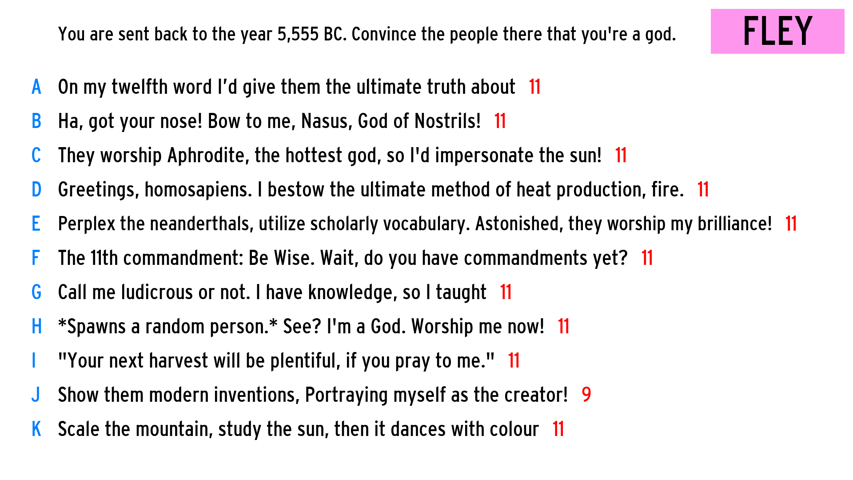 You are sent back to the year 5,555 BC. Convince the people there that you're a god.
FLEY
A On my twelfth word I'd give them the ultimate truth about 11
B Ha, got your nose! Bow to me, Nasus, God of Nostrils! 11
C They worship Aphrodite, the hottest god, so I'd impersonate the sun! 11
D Greetings, homosapiens. I bestow the ultimate method of heat production, fire. 11
E Perplex the neanderthals, utilize scholarly vocabulary. Astonished, they worship my brilliance! 11
F The 11th commandment: Be Wise. Wait, do you have commandments yet? 11
G Call me ludicrous or not. I have knowledge, so I taught 11
H *Spawns a random person.* See? I'm a God. Worship me now! 11
I "Your next harvest will be plentiful, if you pray to me." 11
J Show them modern inventions, Portraying myself as the creator! 9
K Scale the mountain, study the sun, then it dances with colour 11